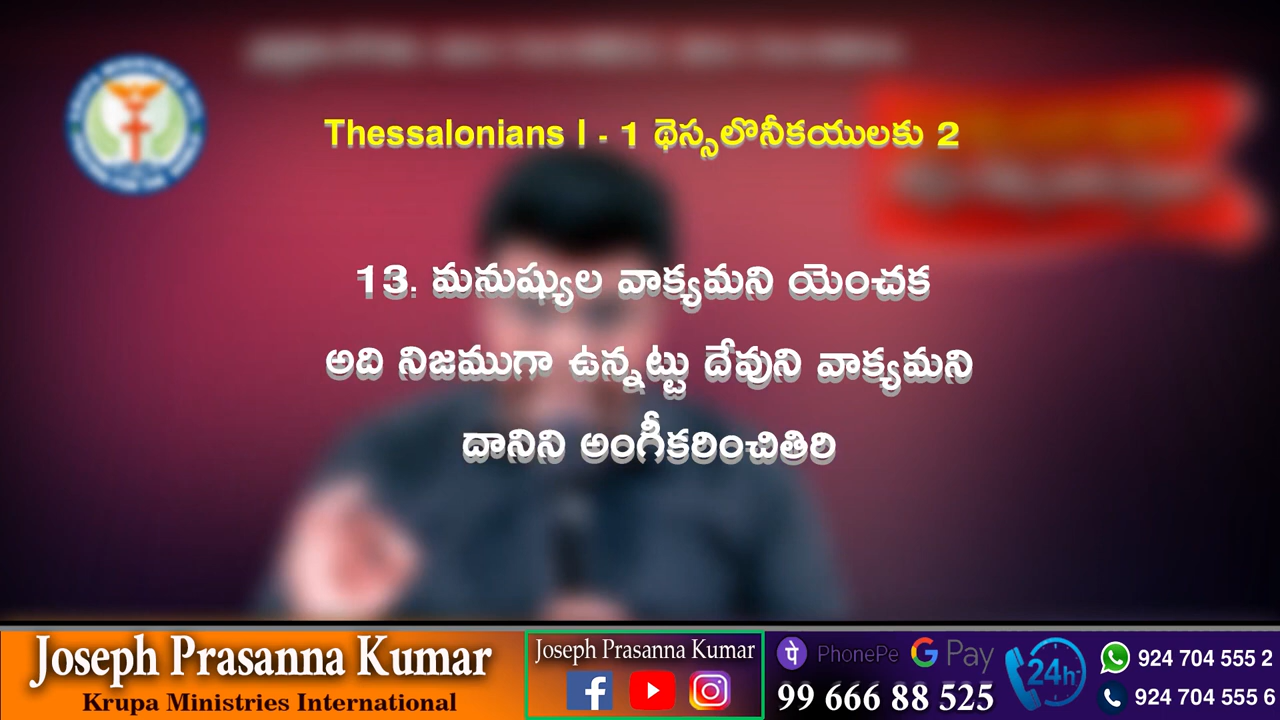 Thessalonians I - 1 థెస్సలొనీకయులకు 2
13. మనుష్యుల వాక్యమని యెంచక
అది నిజముగా ఉన్నట్టు దేవుని వాక్యమని
దానిని అంగీకరించితిరి
Joseph Prasanna Kumar
Krupa Ministries International
Joseph Prasanna Kumar
PhonePe G Pay
99 666 88 525
24h
924 704 555 2
924 704 555 6